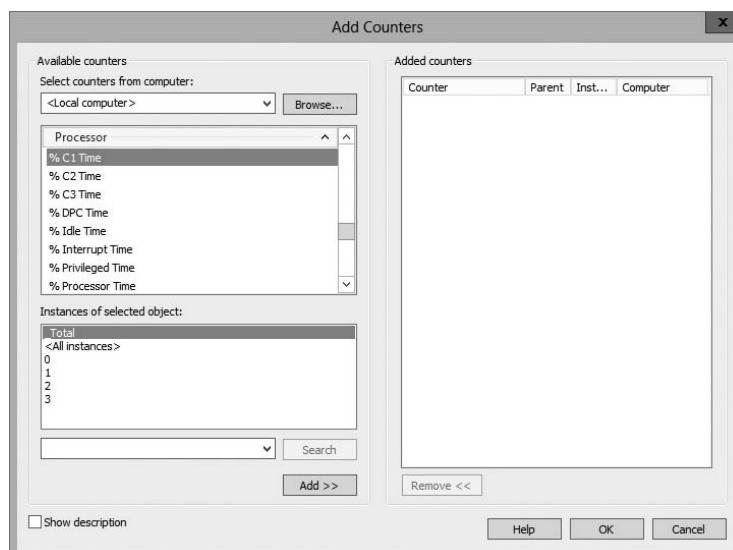 Add Counters
x
Available counters
Select counters from computer:
<Local computer>
Browse...
Processor
% C1 Time
% C2 Time
% C3 Time
% DPC Time
% Idle Time
% Interrupt Time
% Privileged Time
% Processor Time
Instances of selected object:
_Total
<All instances>
0
1
2
3
Search
Add >>
Show description
Added counters
Counter Parent Inst... Computer
Remove <<
Help OK Cancel